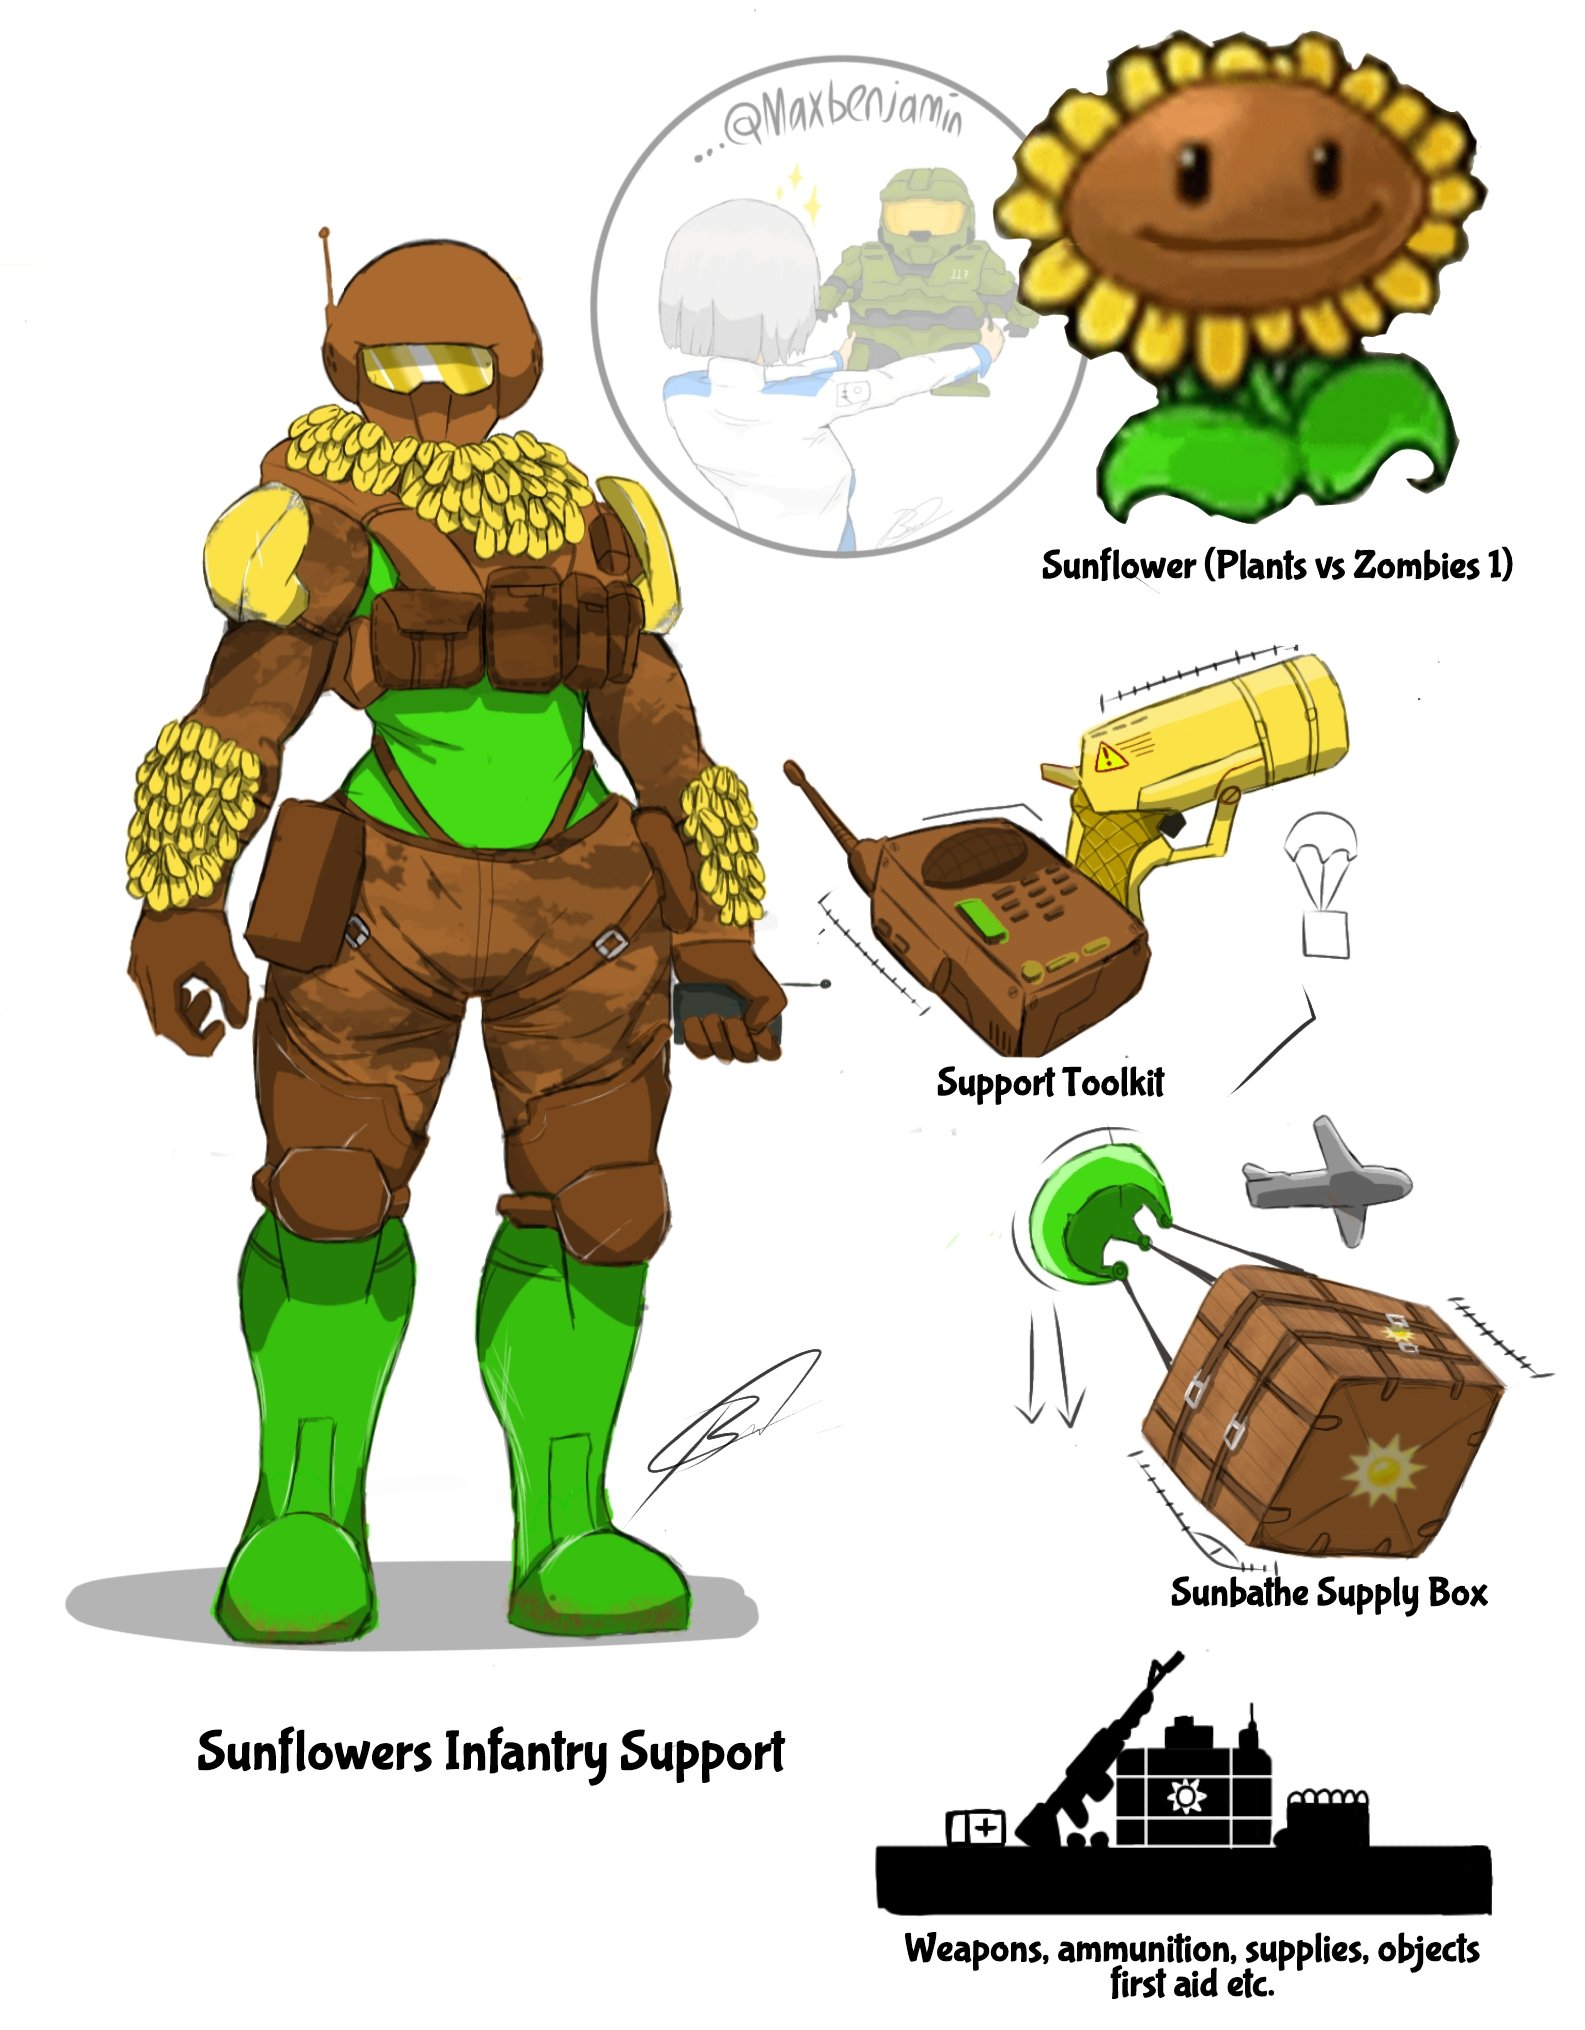 ...@Maxbenjamin
117
Sunflower (Plants vs Zombies 1)
Support Toolkit
Sunbathe Supply Box
Sunflowers Infantry Support
Weapons, ammunition, supplies, objects
first aid etc.